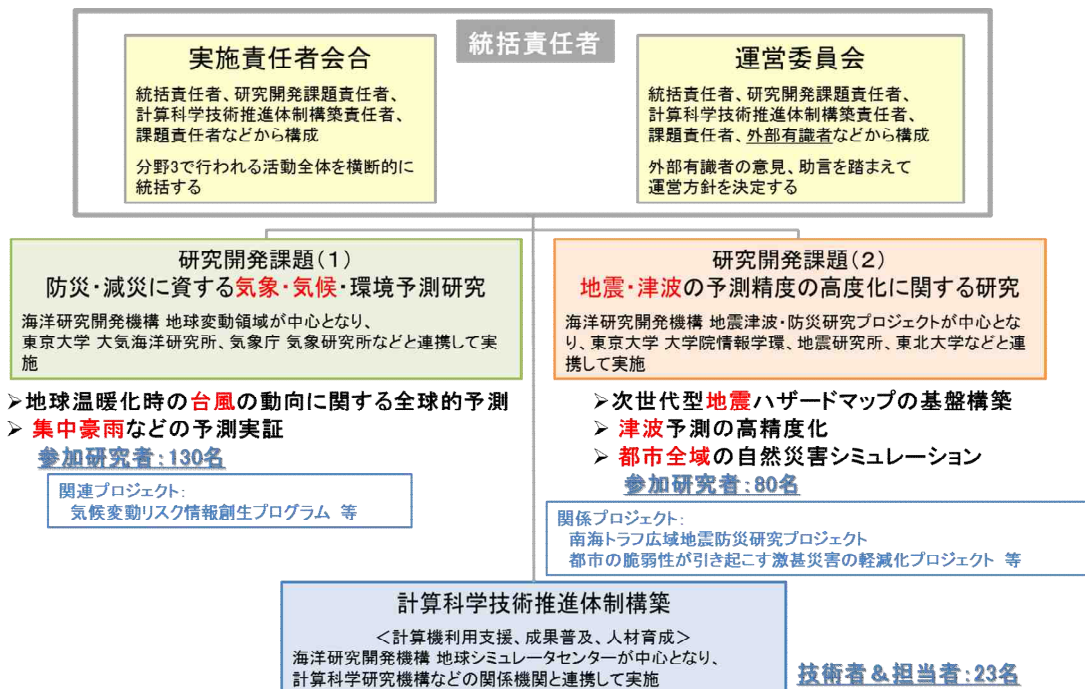 統括責任者
実施責任者会合
統括責任者、研究開発課題責任者、
計算科学技術推進体制構築責任者、
課題責任者などから構成
分野3で行われる活動全体を横断的に
統括する
運営委員会
統括責任者、研究開発課題責任者、
計算科学技術推進体制構築責任者、
課題責任者、外部有識者などから構成
外部有識者の意見、助言を踏まえて
運営方針を決定する
研究開発課題(1)
防災・減災に資する気象・気候・環境予測研究
海洋研究開発機構 地球変動領域が中心となり、
東京大学 大気海洋研究所、気象庁 気象研究所などと連携して実
施
➢地球温暖化時の台風の動向に関する全球的予測
➢ 集中豪雨などの予測実証
参加研究者:130名
関連プロジェクト:
気候変動リスク情報創生プログラム 等
研究開発課題(2)
地震・津波の予測精度の高度化に関する研究
海洋研究開発機構 地震津波・防災研究プロジェクトが中心とな
り、東京大学 大学院情報学環、地震研究所、東北大学などと連
携して実施
➢次世代型地震ハザードマップの基盤構築
➢ 津波予測の高精度化
➢ 都市全域の自然災害シミュレーション
参加研究者:80名
関係プロジェクト:
南海トラフ広域地震防災研究プロジェクト
都市の脆弱性が引き起こす激甚災害の軽減化プロジェクト 等
計算科学技術推進体制構築
<計算機利用支援、成果普及、人材育成>
海洋研究開発機構 地球シミュレータセンターが中心となり、
計算科学研究機構などの関係機関と連携して実施
技術者&担当者:23名